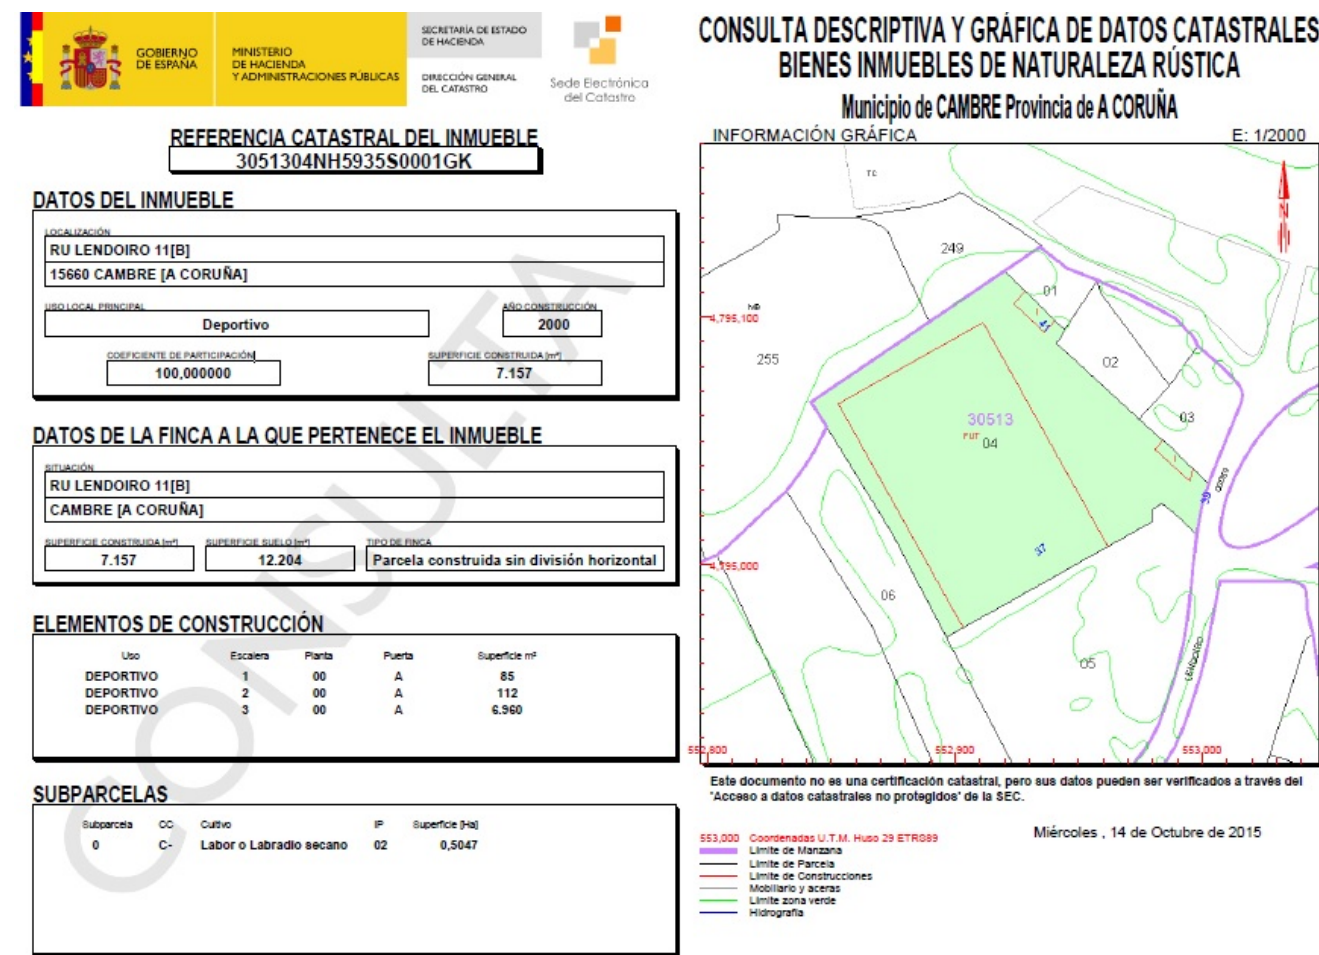 GOBIERNO
DE ESPAÑA
MINISTERIO
DE HACIENDA
Y ADMINISTRACIONES PÚBLICAS
SECRETARÍA DE ESTADO
DE HACIENDA
DIRECCIÓN GENERAL
DEL CATASTRO
Sede Electrónica
del Catastro
REFERENCIA CATASTRAL DEL INMUEBLE
3051304NH5935S0001GK
DATOS DEL INMUEBLE
LOCALIZACIÓN
RU LENDOIRO 11[B]
15660 CAMBRE [A CORUÑA]
USO LOCAL PRINCIPAL
Deportivo
AÑO CONSTRUCCIÓN
2000
COEFICIENTE DE PARTICIPACIÓN
100,000000
SUPERFICIE CONSTRUIDA [m²]
7.157
DATOS DE LA FINCA A LA QUE PERTENECE EL INMUEBLE
SITUACIÓN
RU LENDOIRO 11[B]
CAMBRE [A CORUÑA]
SUPERFICIE CONSTRUIDA [m²]
7.157
SUPERFICIE SUELO [m²]
12.204
TIPO DE FINCA
Parcela construida sin división horizontal
ELEMENTOS DE CONSTRUCCIÓN
Uso Escalera Planta Puerta Superficie m²
DEPORTIVO 1 00 A 85
DEPORTIVO 2 00 A 112
DEPORTIVO 3 00 A 6.960
SUBPARCELAS
Subparcela CC Cultivo IP Superficie [Ha]
0 C- Labor o Labradío secano 02 0,5047
CONSULTA
CONSULTA DESCRIPTIVA Y GRÁFICA DE DATOS CATASTRALES
BIENES INMUEBLES DE NATURALEZA RÚSTICA
Municipio de CAMBRE Provincia de A CORUÑA
INFORMACIÓN GRÁFICA E: 1/2000
N
249
01
41
4,795,100
255
02
03
30513
FUT
04
I
I
39
37
4,795,000
06
05
LENDOIRO
552,800
552,900
553,000
Este documento no es una certificación catastral, pero sus datos pueden ser verificados a través del
'Acceso a datos catastrales no protegidos' de la SEC.
553,000 Coordenadas U.T.M. Huso 29 ETRS89
Límite de Manzana
Límite de Parcela
Límite de Construcciones
Mobiliario y aceras
Límite zona verde
Hidrografía
Miércoles , 14 de Octubre de 2015